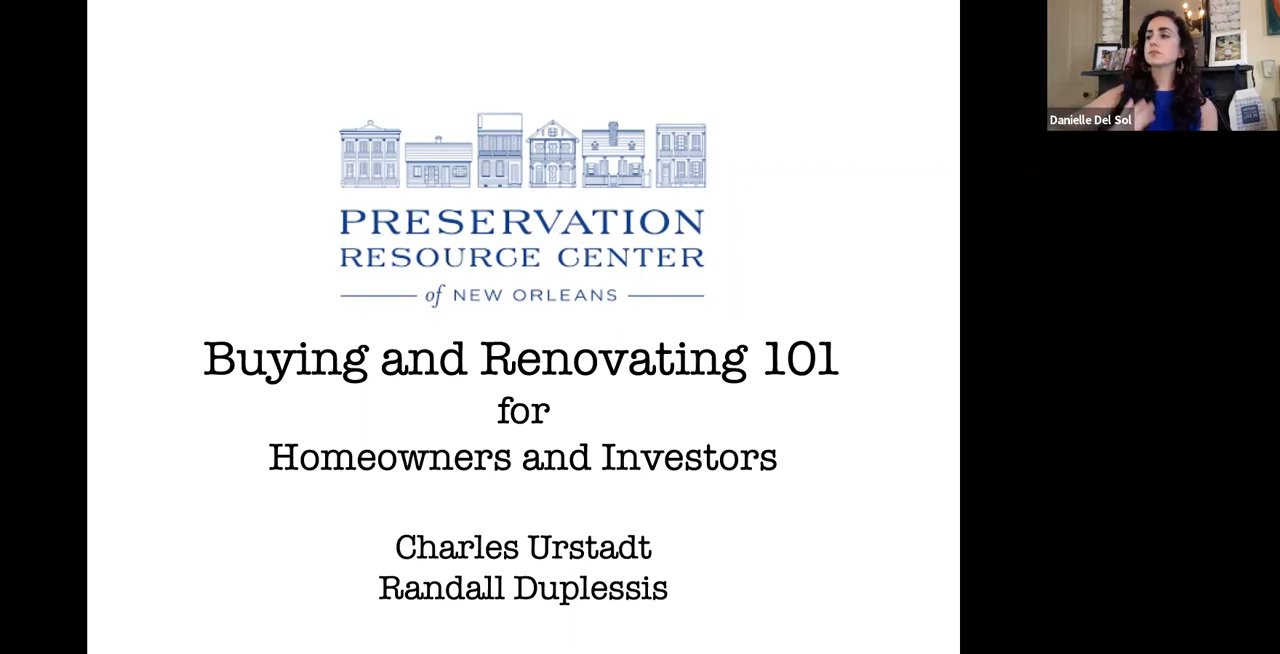 PRESERVATION
RESOURCE CENTER
of NEW ORLEANS
Buying and Renovating 101
for
Homeowners and Investors
Charles Urstadt
Randall Duplessis
Danielle Del Sol